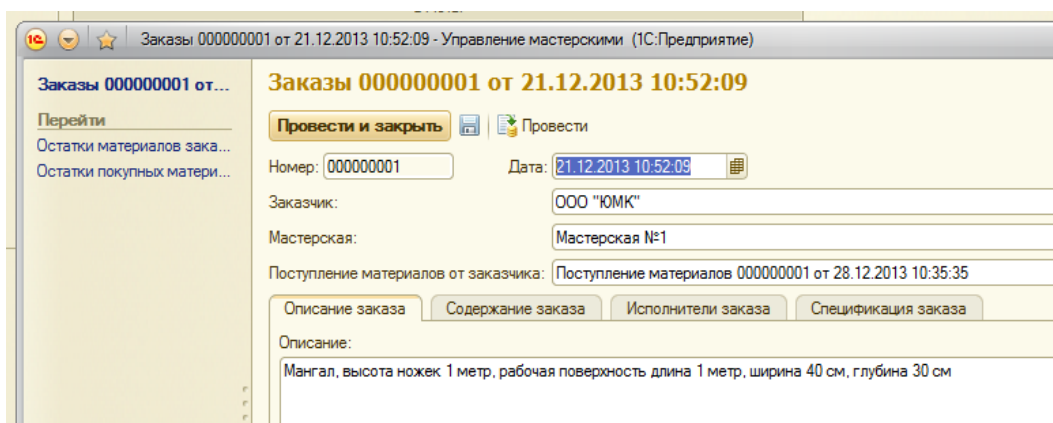 Заказы 000000001 от 21.12.2013 10:52:09 - Управление мастерскими (1С:Предприятие)
Заказы 000000001 от...
Перейти
Остатки материалов зака...
Остатки покупных матери...
Заказы 000000001 от 21.12.2013 10:52:09
Провести и закрыть Провести
Номер: 000000001 Дата: 21.12.2013 10:52:09
Заказчик: ООО "ЮМК"
Мастерская: Мастерская №1
Поступление материалов от заказчика: Поступление материалов 000000001 от 28.12.2013 10:35:35
Описание заказа Содержание заказа Исполнители заказа Спецификация заказа
Описание:
Мангал, высота ножек 1 метр, рабочая поверхность длина 1 метр, ширина 40 см, глубина 30 см